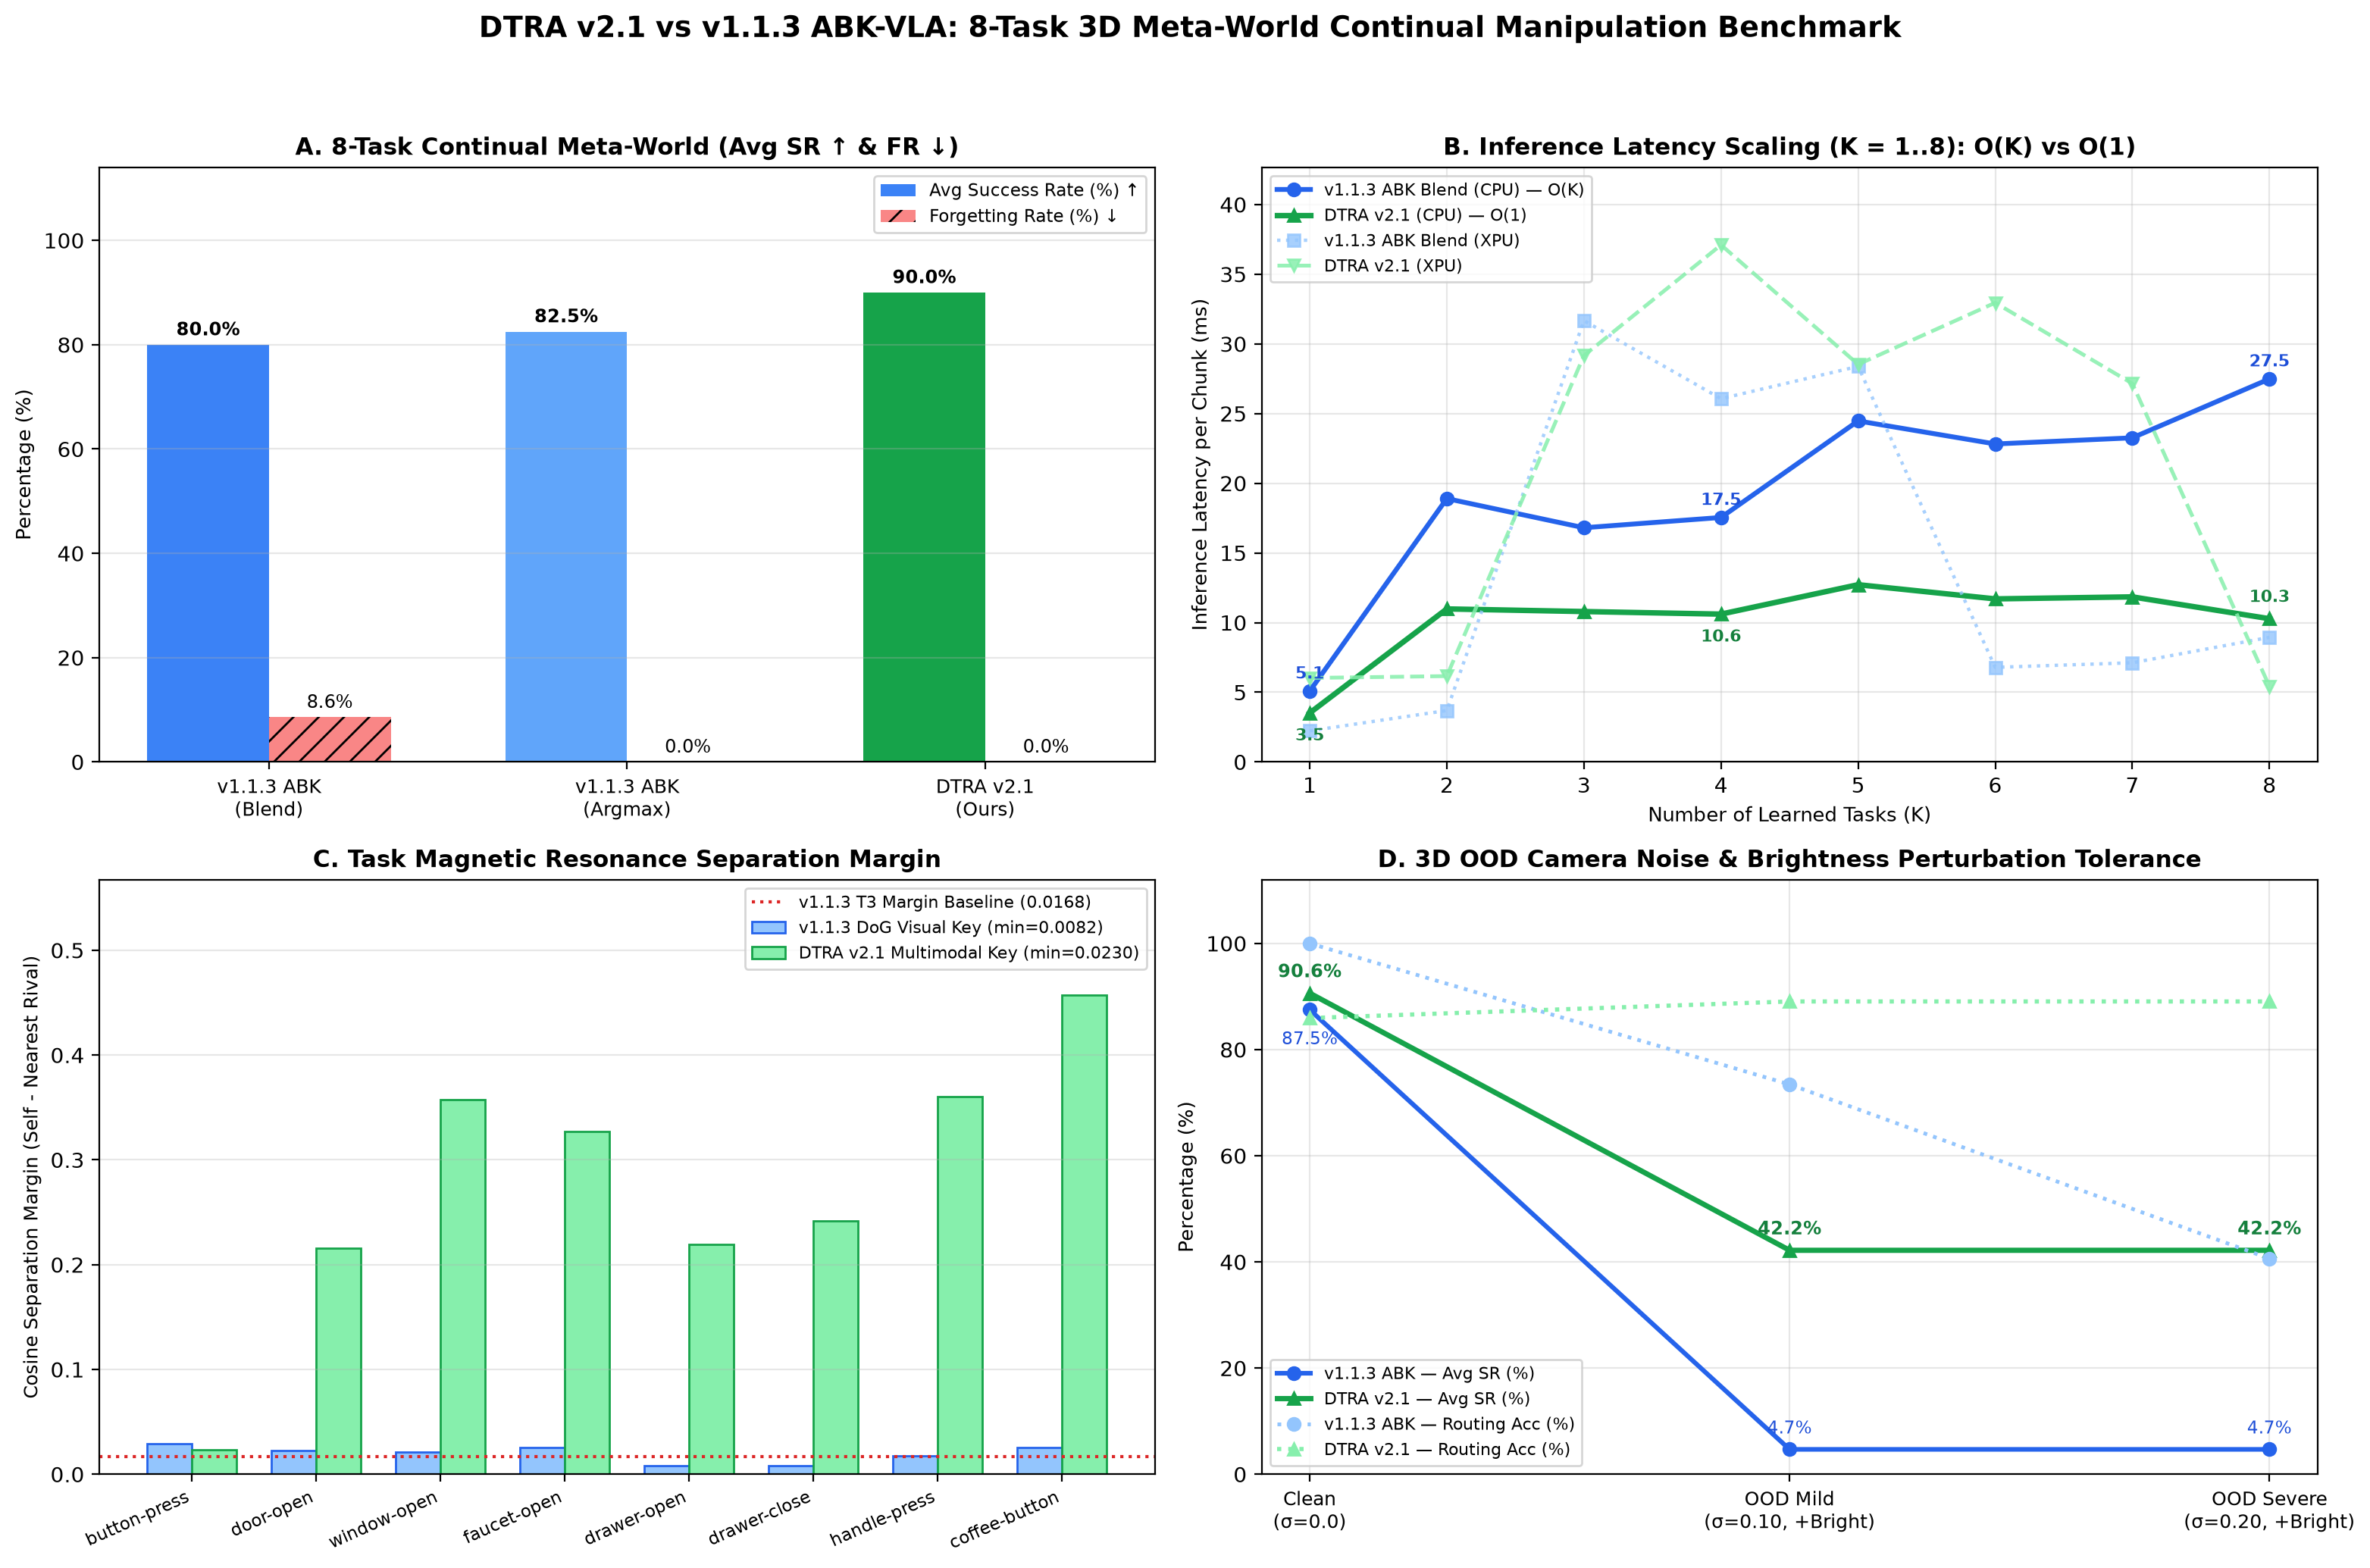 DTRA v2.1 vs v1.1.3 ABK-VLA: 8-Task 3D Meta-World Continual Manipulation Benchmark
A. 8-Task Continual Meta-World (Avg SR ↑ & FR ↓)
Avg Success Rate (%) ↑
Forgetting Rate (%) ↓
Percentage (%)
100
80
60
40
20
0
80.0%
8.6%
82.5%
0.0%
90.0%
0.0%
v1.1.3 ABK
(Blend)
v1.1.3 ABK
(Argmax)
DTRA v2.1
(Ours)
B. Inference Latency Scaling (K = 1..8): O(K) vs O(1)
v1.1.3 ABK Blend (CPU) — O(K)
DTRA v2.1 (CPU) — O(1)
v1.1.3 ABK Blend (XPU)
DTRA v2.1 (XPU)
Inference Latency per Chunk (ms)
40
35
30
25
20
15
10
5
0
5.1
3.5
17.5
10.6
27.5
10.3
1 2 3 4 5 6 7 8
Number of Learned Tasks (K)
C. Task Magnetic Resonance Separation Margin
v1.1.3 T3 Margin Baseline (0.0168)
v1.1.3 DoG Visual Key (min=0.0082)
DTRA v2.1 Multimodal Key (min=0.0230)
Cosine Separation Margin (Self - Nearest Rival)
0.5
0.4
0.3
0.2
0.1
0.0
button-press
door-open
window-open
faucet-open
drawer-open
drawer-close
handle-press
coffee-button
D. 3D OOD Camera Noise & Brightness Perturbation Tolerance
Percentage (%)
100
80
60
40
20
0
90.6%
87.5%
42.2%
42.2%
4.7%
4.7%
v1.1.3 ABK — Avg SR (%)
DTRA v2.1 — Avg SR (%)
v1.1.3 ABK — Routing Acc (%)
DTRA v2.1 — Routing Acc (%)
Clean
(σ=0.0)
OOD Mild
(σ=0.10, +Bright)
OOD Severe
(σ=0.20, +Bright)